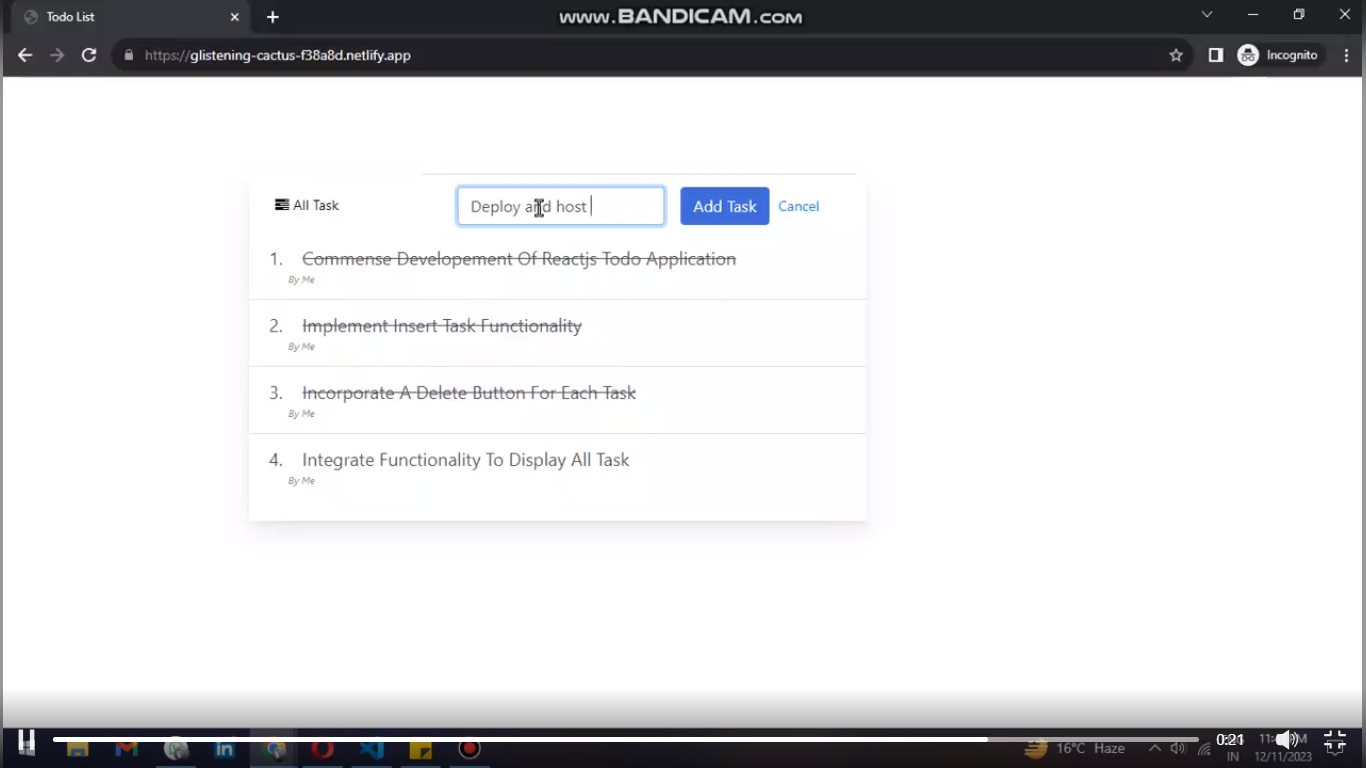 Todo List
www.BANDICAM.com
https://glistening-cactus-f38a8d.netlify.app
Incognito
All Task
Deploy and host
Add Task
Cancel
1. Commense Developement Of Reactjs Todo Application
By Me
2. Implement Insert Task Functionality
By Me
3. Incorporate A Delete Button For Each Task
By Me
4. Integrate Functionality To Display All Task
By Me
16°C Haze
0:21
IN
12/11/2023